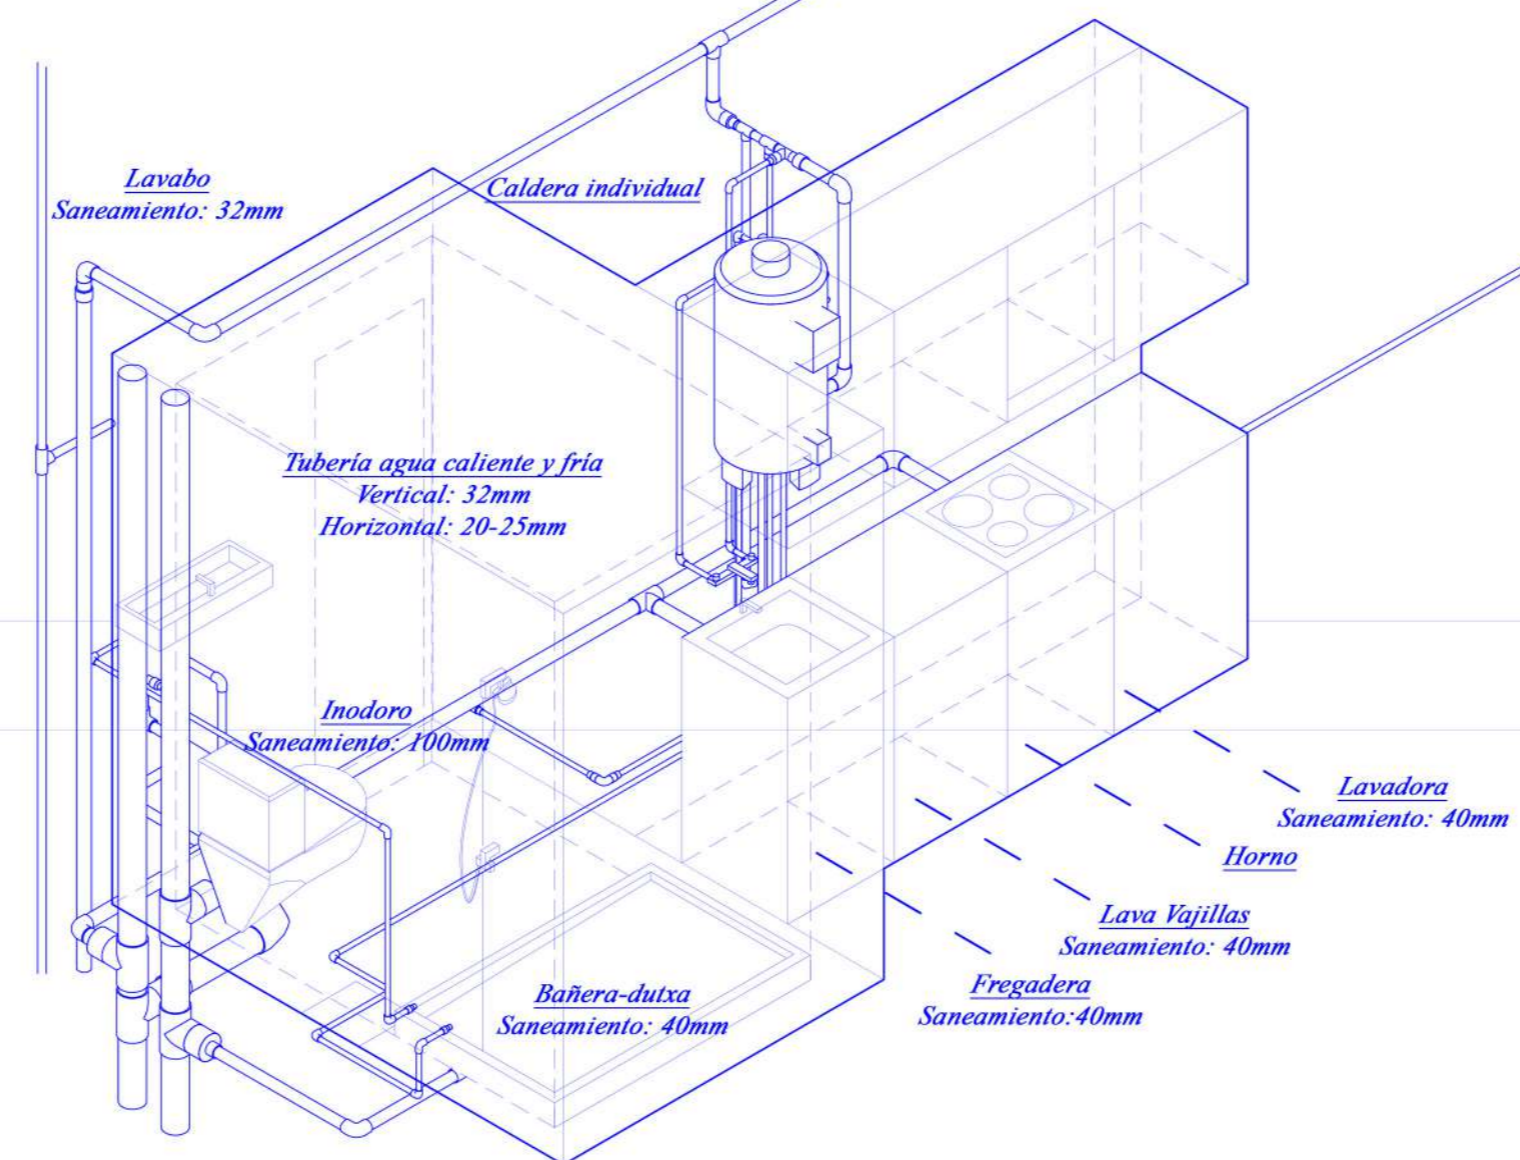 Lavabo
Saneamiento: 32mm
Caldera individual
Tubería agua caliente y fría
Vertical: 32mm
Horizontal: 20-25mm
Inodoro
Saneamiento: 100mm
Lavadora
Saneamiento: 40mm
Horno
Lava Vajillas
Saneamiento: 40mm
Fregadera
Saneamiento:40mm
Bañera-dutxa
Saneamiento: 40mm